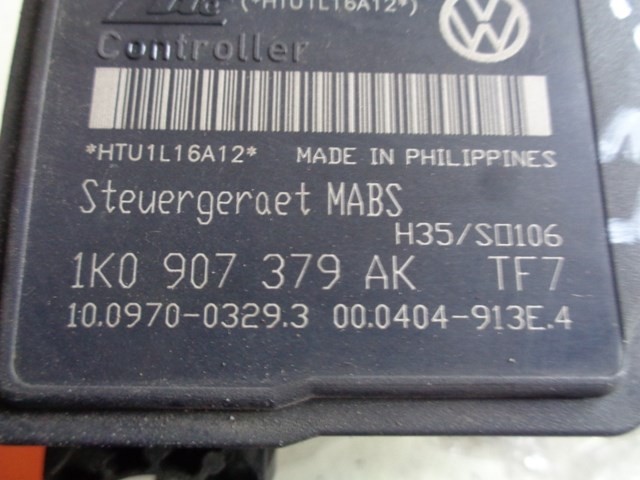 Ate (*HTU1L16A12*)
Controller
*HTU1L16A12* MADE IN PHILIPPINES
Steuergeraet MABS
H35/S0106
1K0 907 379 AK TF7
10.0970-0329.3 00.0404-913E.4